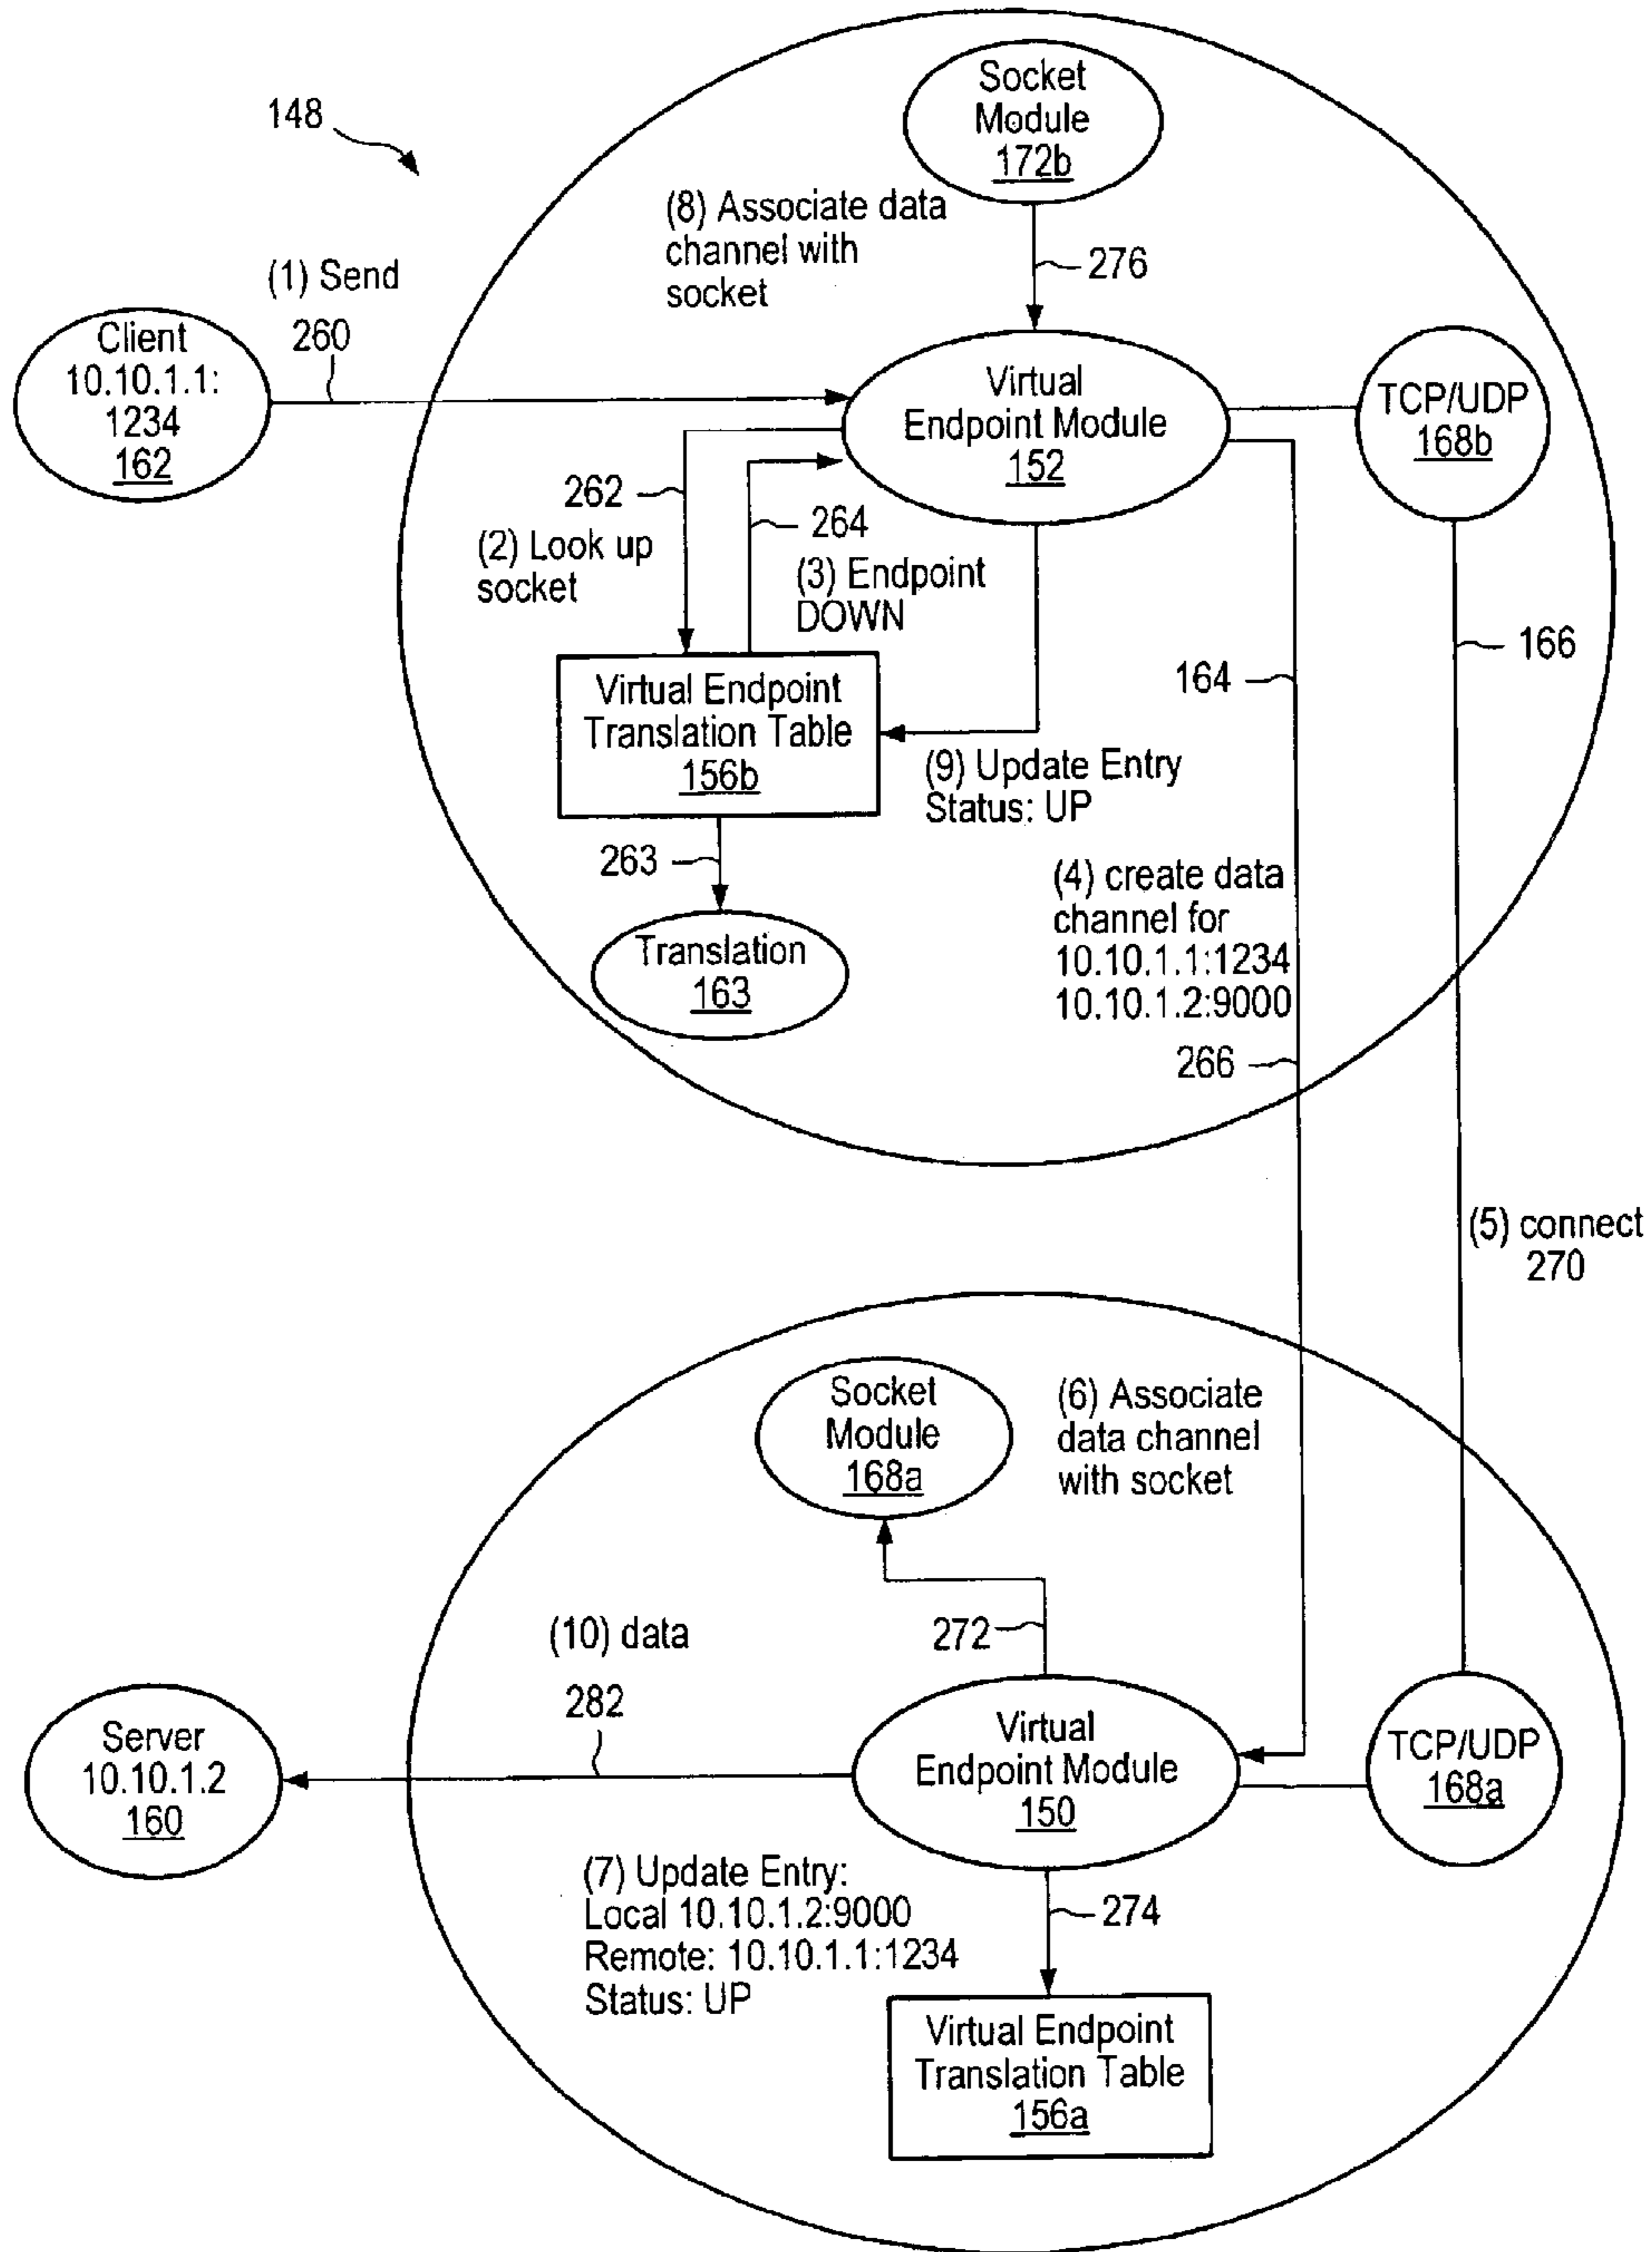 148
Socket
Module
172b
(8) Associate data
channel with
socket
276
(1) Send
260
Client
10.10.1.1:
1234
162
Virtual
Endpoint Module
152
TCP/UDP
168b
262
264
(2) Look up
socket
(3) Endpoint
DOWN
166
164
Virtual Endpoint
Translation Table
156b
(9) Update Entry
Status: UP
263
(4) create data
channel for
10.10.1.1:1234
10.10.1.2:9000
Translation
163
266
(5) connect
270
Socket
Module
168a
(6) Associate
data channel
with socket
272
(10) data
282
Server
10.10.1.2
160
Virtual
Endpoint Module
150
TCP/UDP
168a
(7) Update Entry:
Local 10.10.1.2:9000
Remote: 10.10.1.1:1234
Status: UP
274
Virtual Endpoint
Translation Table
156a